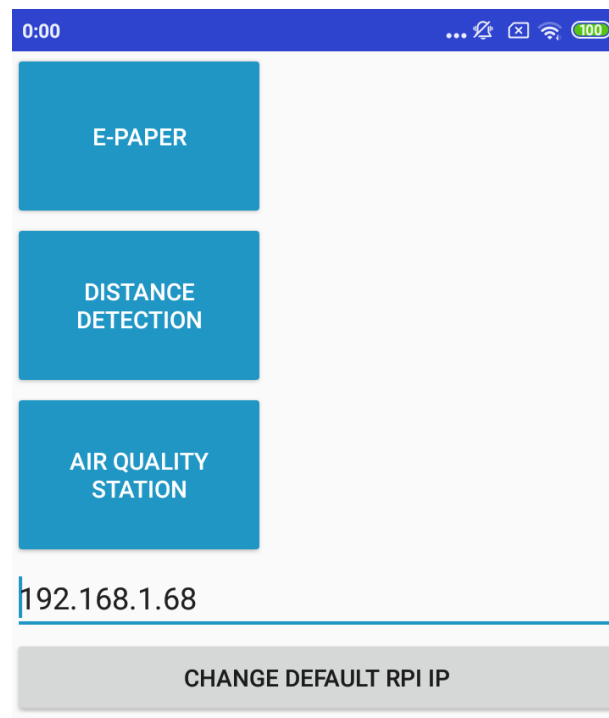 0:00
100
E-PAPER
DISTANCE
DETECTION
AIR QUALITY
STATION
192.168.1.68
CHANGE DEFAULT RPI IP